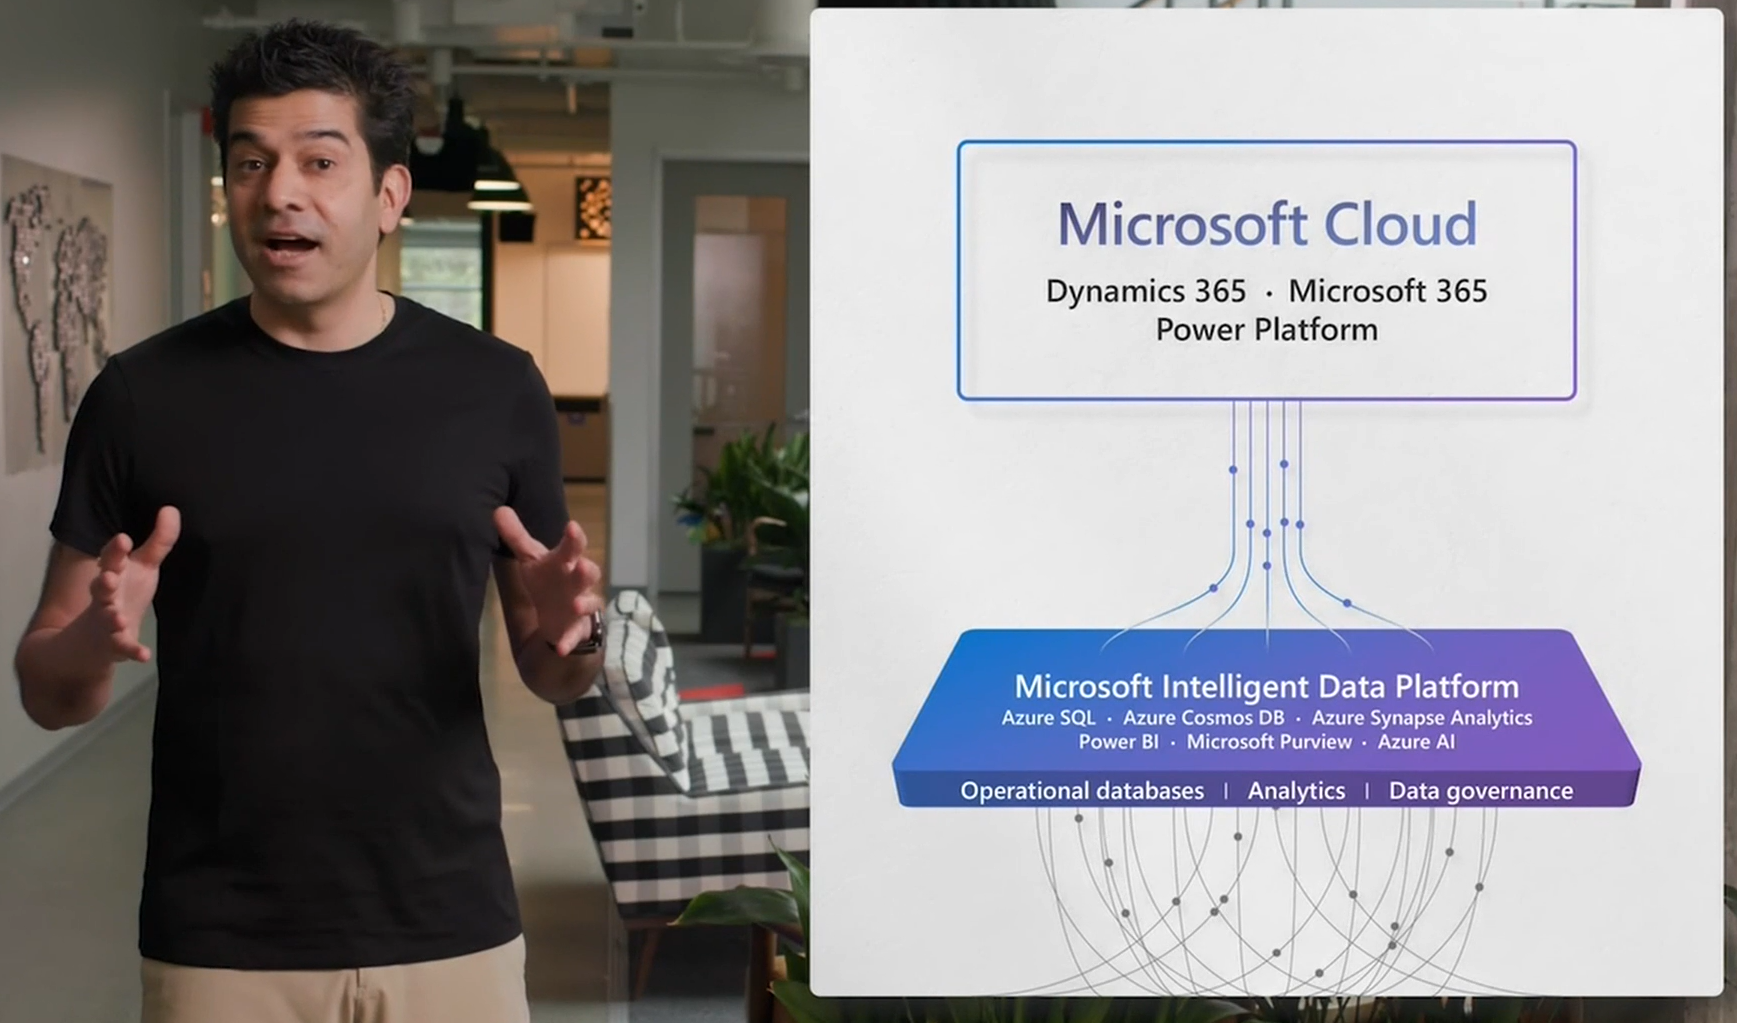 Microsoft Cloud
Dynamics 365 · Microsoft 365
Power Platform
Microsoft Intelligent Data Platform
Azure SQL · Azure Cosmos DB · Azure Synapse Analytics
Power BI · Microsoft Purview · Azure AI
Operational databases | Analytics | Data governance